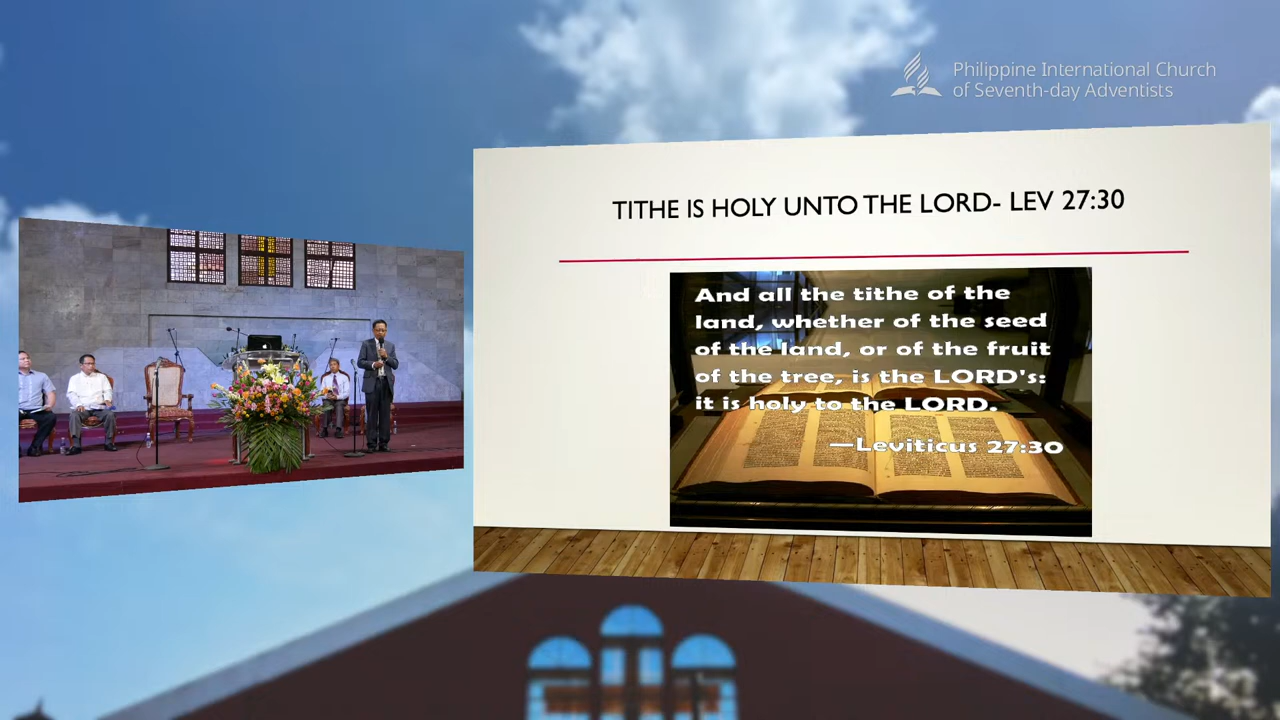 Philippine International Church
of Seventh-day Adventists
TITHE IS HOLY UNTO THE LORD- LEV 27:30
And all the tithe of the
land, whether of the seed
of the land, or of the fruit
of the tree, is the LORD's:
it is holy to the LORD.
—Leviticus 27:30